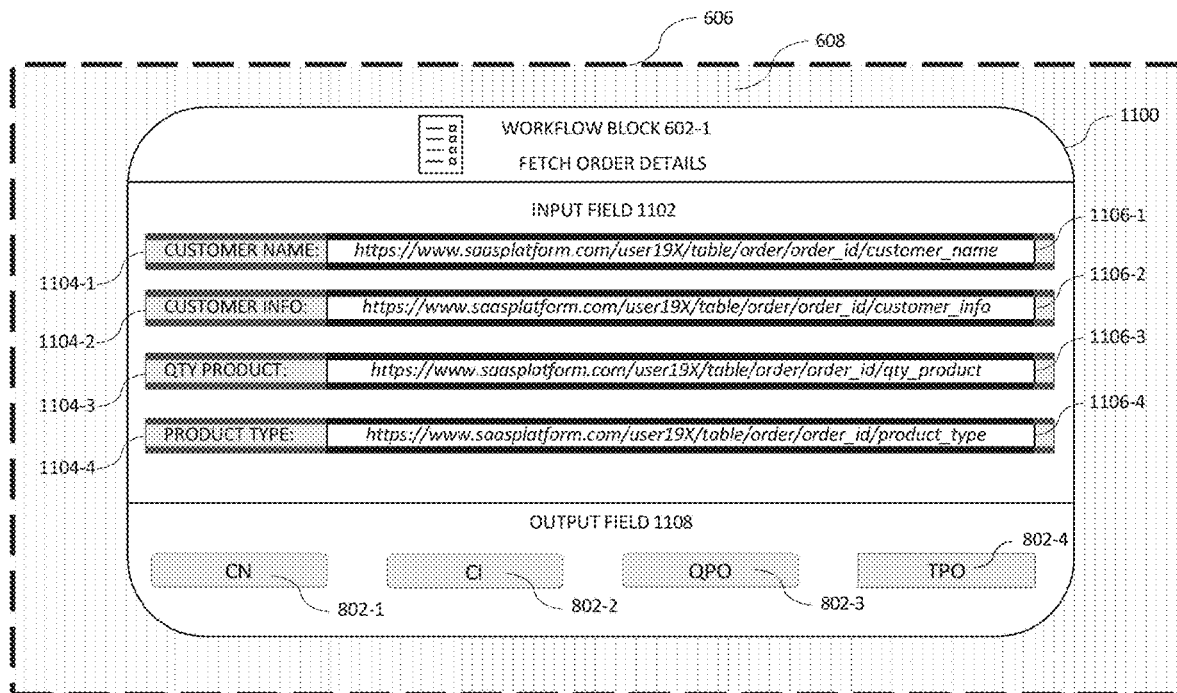 606
608
1100
WORKFLOW BLOCK 602-1
FETCH ORDER DETAILS
INPUT FIELD 1102
1106-1
CUSTOMER NAME: https://www.saasplatform.com/user19X/table/order/order_id/customer_name
1104-1
1106-2
CUSTOMER INFO: https://www.saasplatform.com/user19X/table/order/order_id/customer_info
1104-2
1106-3
QTY PRODUCT: https://www.saasplatform.com/user19X/table/order/order_id/qty_product
1104-3
1106-4
PRODUCT TYPE: https://www.saasplatform.com/user19X/table/order/order_id/product_type
1104-4
OUTPUT FIELD 1108
802-4
CN CI QPO TPO
802-1 802-2 802-3